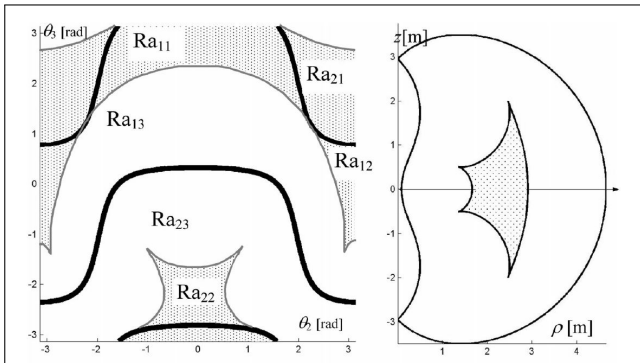 θ₃ [rad]
3
2
1
0
-1
-2
-3
Ra₁₁
Ra₂₁
Ra₁₃
Ra₁₂
Ra₂₃
Ra₂₂
θ₂ [rad]
-3 -2 -1 0 1 2 3
z[m]
3
2
1
0
-1
-2
-3
ρ [m]
1 2 3 4